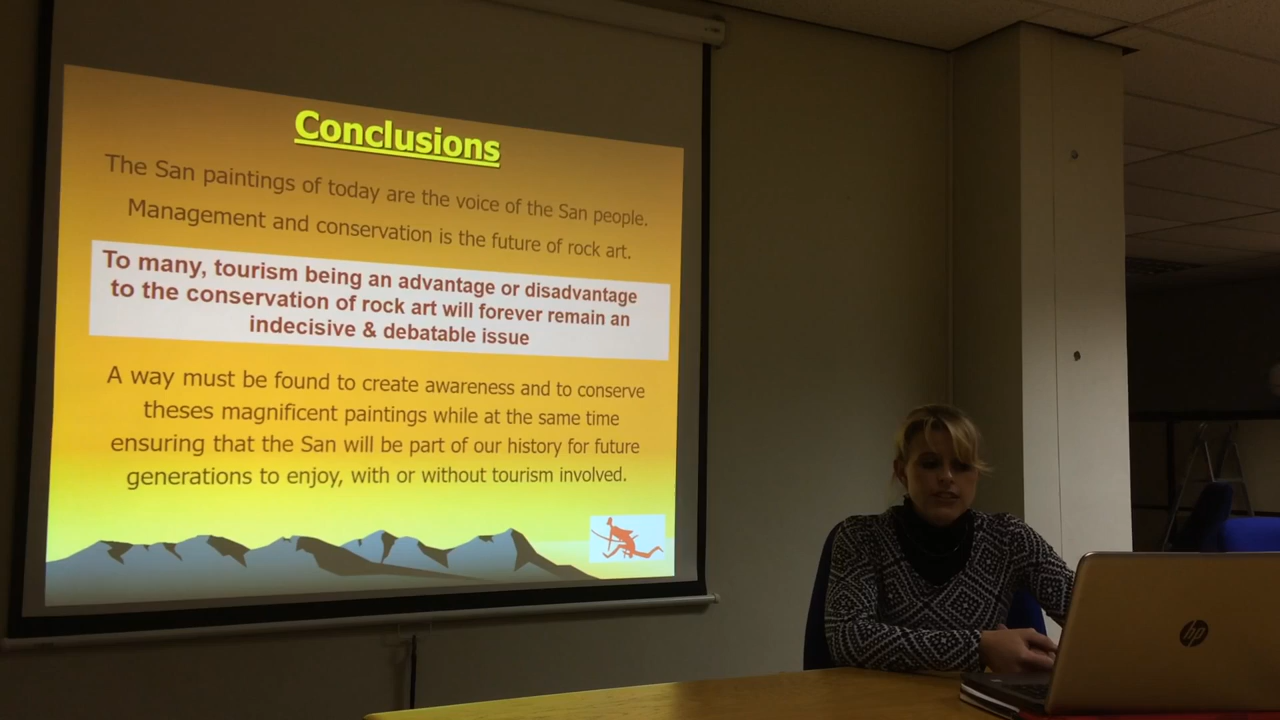 Conclusions
The San paintings of today are the voice of the San people.
Management and conservation is the future of rock art.
To many, tourism being an advantage or disadvantage
to the conservation of rock art will forever remain an
indecisive & debatable issue
A way must be found to create awareness and to conserve
theses magnificent paintings while at the same time
ensuring that the San will be part of our history for future
generations to enjoy, with or without tourism involved.
hp